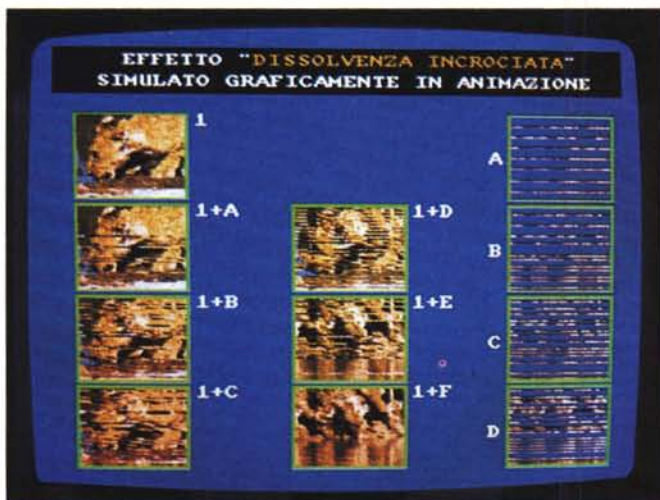 EFFETTO "DISSOLVENZA INCROCIATA"
SIMULATO GRAFICAMENTE IN ANIMAZIONE
1
A
1+A
1+D
B
1+B
1+E
C
1+C
1+F
D